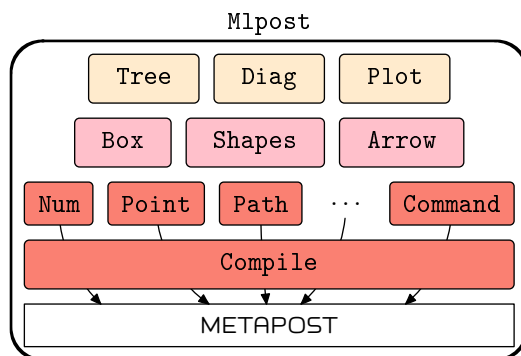 Mlpost
Tree Diag Plot
Box Shapes Arrow
Num Point Path ... Command
Compile
METAPOST